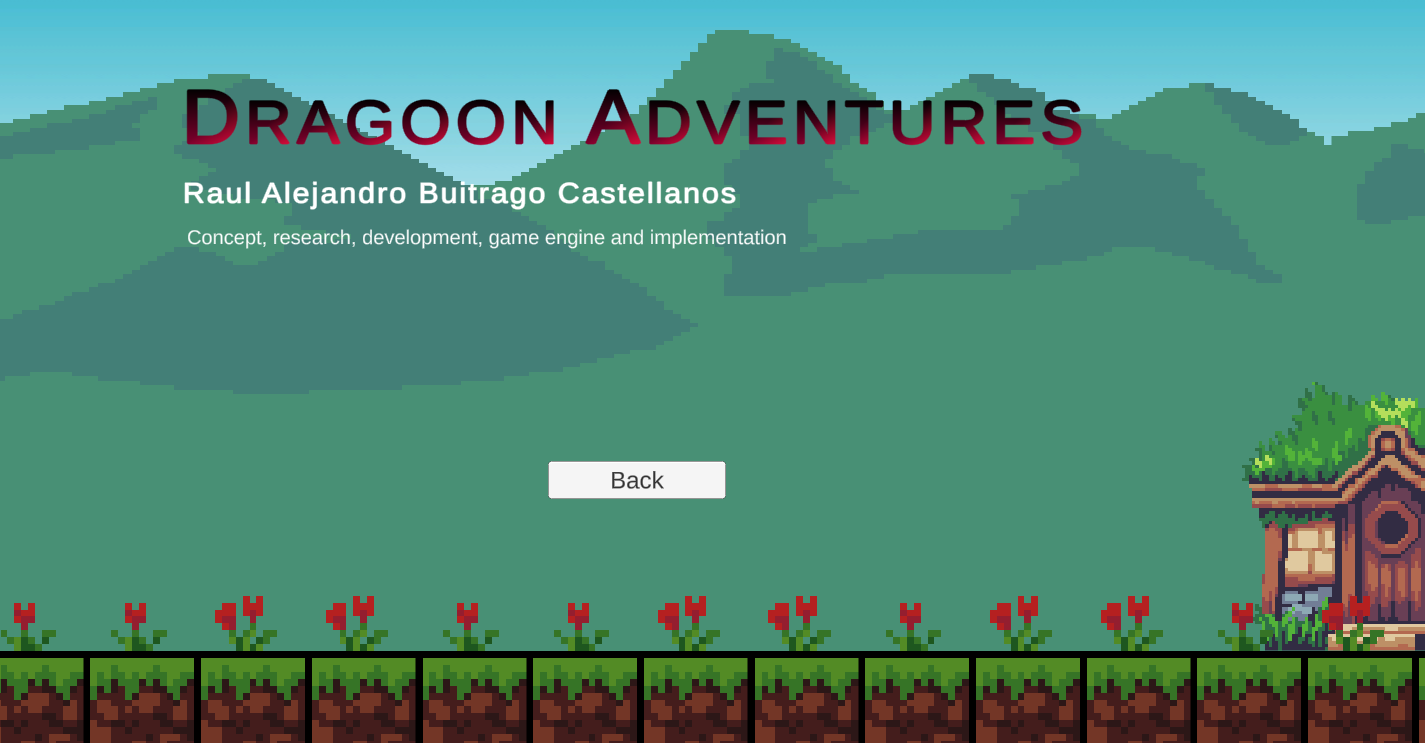 Dragoon Adventures
Raul Alejandro Buitrago Castellanos
Concept, research, development, game engine and implementation
Back